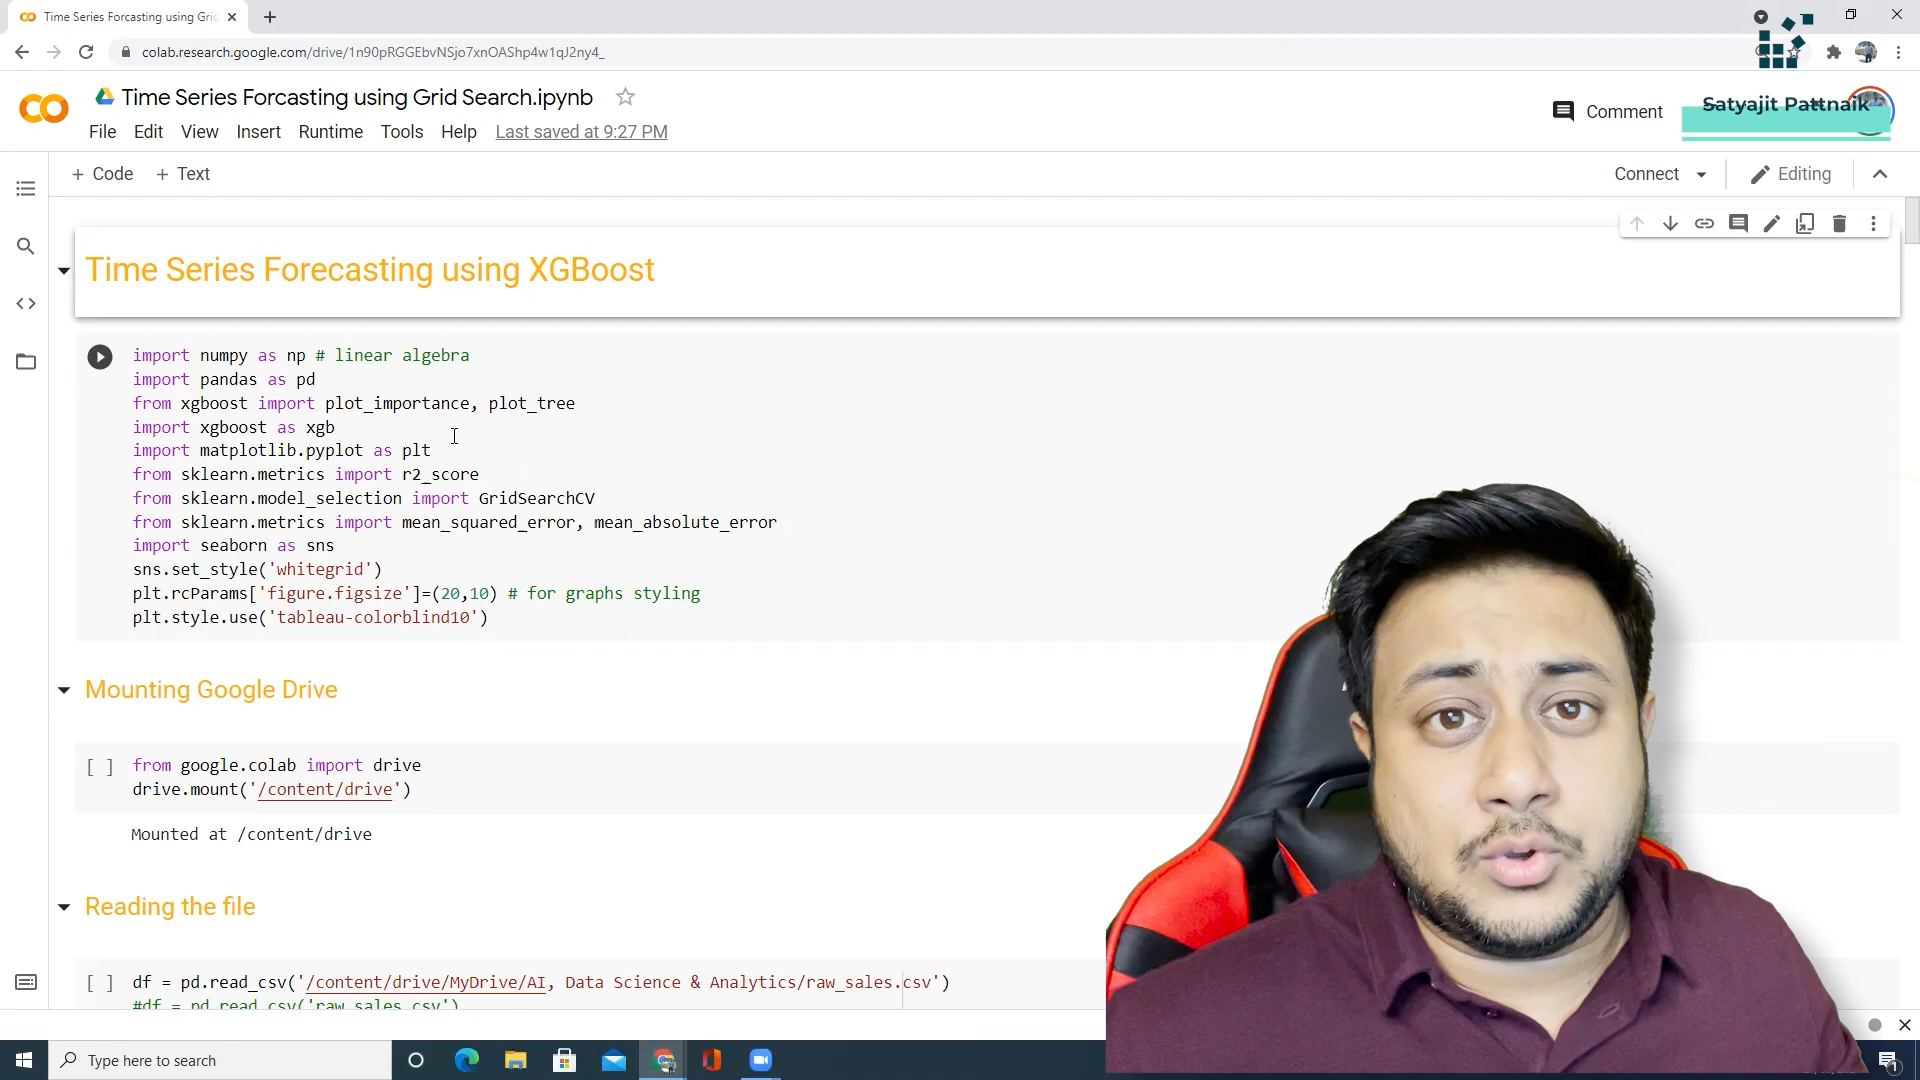 Time Series Forcasting using Gri
colab.research.google.com/drive/1n90pRGGEbvNSjo7xnOAShp4w1qJ2ny4_
Time Series Forcasting using Grid Search.ipynb
File Edit View Insert Runtime Tools Help Last saved at 9:27 PM
Comment
Satyajit Pattnaik
+ Code + Text
Connect
Editing
Time Series Forecasting using XGBoost
import numpy as np # linear algebra
import pandas as pd
from xgboost import plot_importance, plot_tree
import xgboost as xgb
import matplotlib.pyplot as plt
from sklearn.metrics import r2_score
from sklearn.model_selection import GridSearchCV
from sklearn.metrics import mean_squared_error, mean_absolute_error
import seaborn as sns
sns.set_style('whitegrid')
plt.rcParams['figure.figsize']=(20,10) # for graphs styling
plt.style.use('tableau-colorblind10')
Mounting Google Drive
[ ] from google.colab import drive
drive.mount('/content/drive')
Mounted at /content/drive
Reading the file
[ ] df = pd.read_csv('/content/drive/MyDrive/AI, Data Science & Analytics/raw_sales.csv')
#df = pd.read_csv('raw_sales.csv')
Type here to search